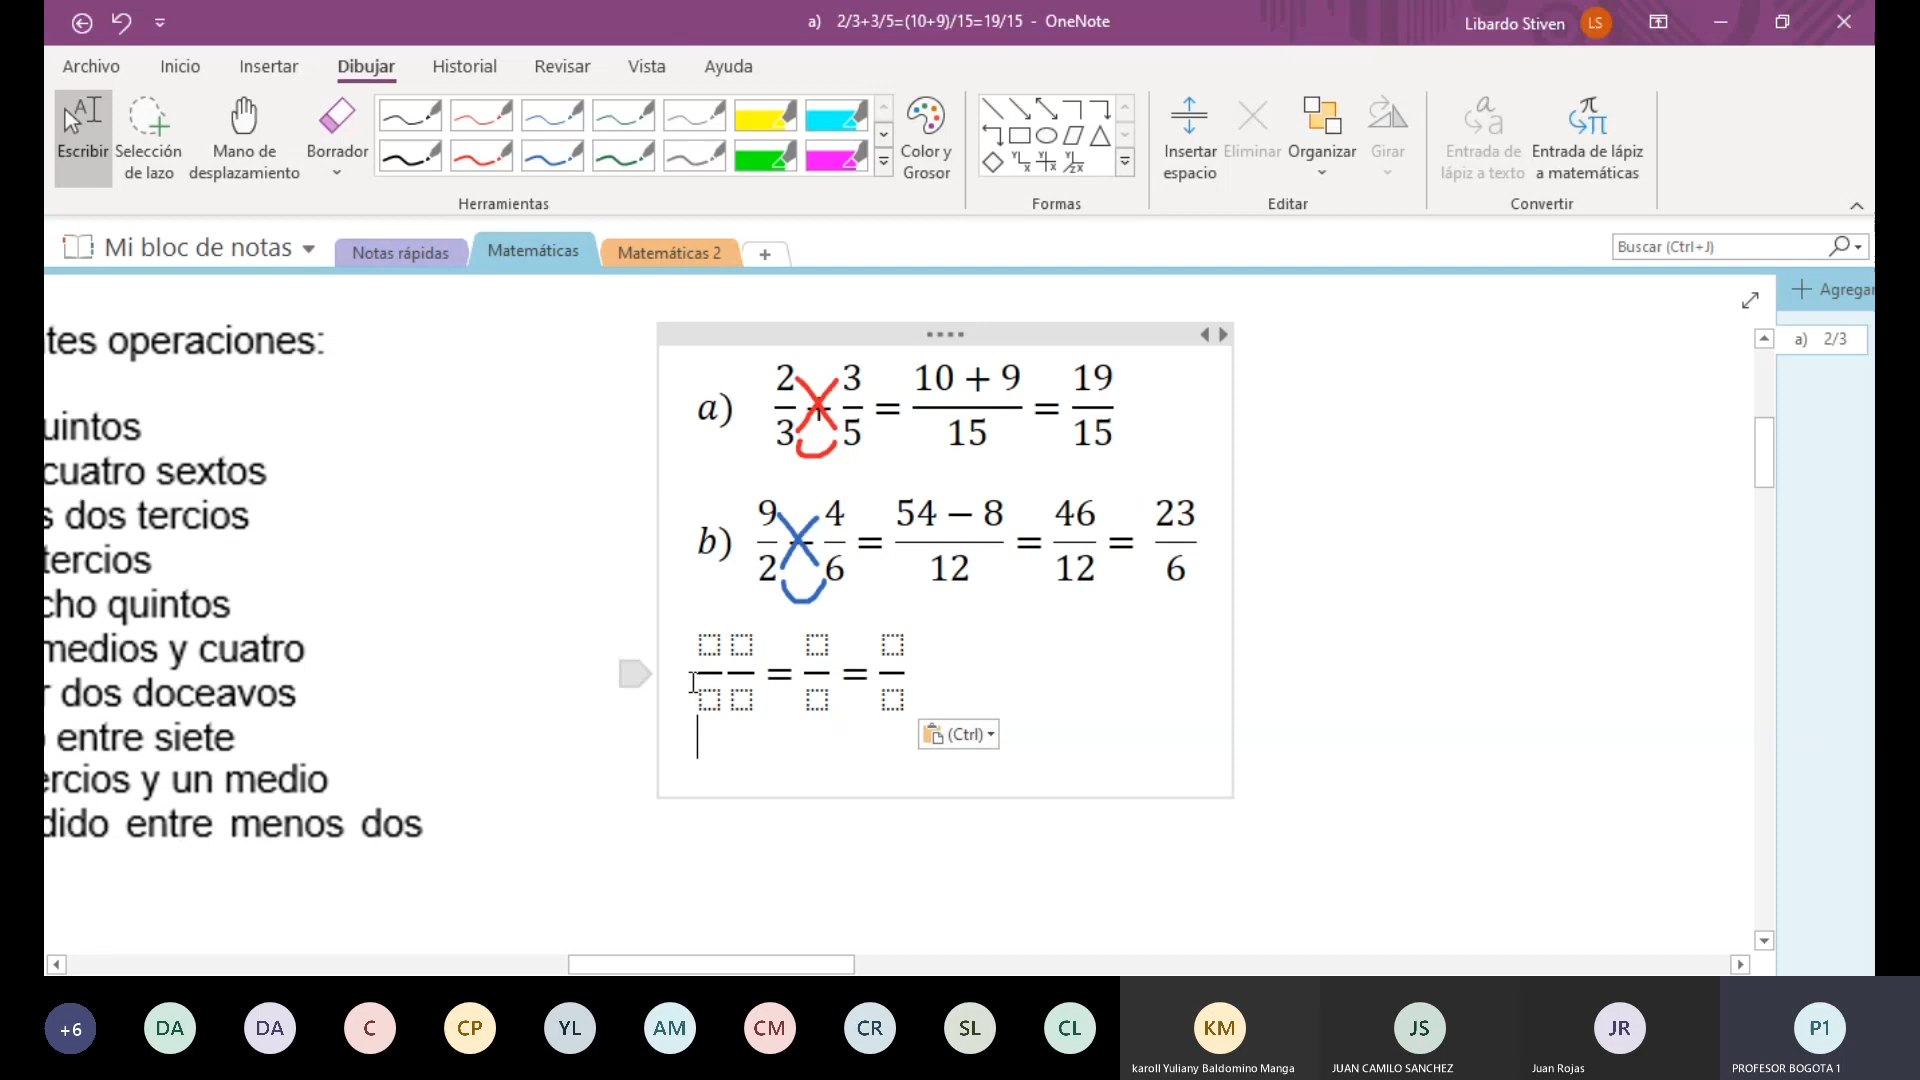 a) 2/3+3/5=(10+9)/15=19/15 - OneNote
Libardo Stiven LS
Archivo Inicio Insertar Dibujar Historial Revisar Vista Ayuda
Escribir
Selección de lazo
Mano de desplazamiento
Borrador
Color y Grosor
Insertar espacio
Eliminar
Organizar
Girar
Entrada de lápiz a texto
Entrada de lápiz a matemáticas
Herramientas
Formas
Editar
Convertir
Mi bloc de notas
Notas rápidas
Matemáticas
Matemáticas 2
+
Buscar (Ctrl+J)
Agregar
a) 2/3
tes operaciones:
uintos
cuatro sextos
s dos tercios
tercios
cho quintos
medios y cuatro
r dos doceavos
entre siete
ercios y un medio
dido entre menos dos
a) 2/3 + 3/5 = (10 + 9)/15 = 19/15
b) 9/2 − 4/6 = (54 − 8)/12 = 46/12 = 23/6
= =
(Ctrl)
+6 DA DA C CP YL AM CM CR SL CL KM JS JR P1
karoll Yuliany Baldomino Manga
JUAN CAMILO SANCHEZ
Juan Rojas
PROFESOR BOGOTA 1